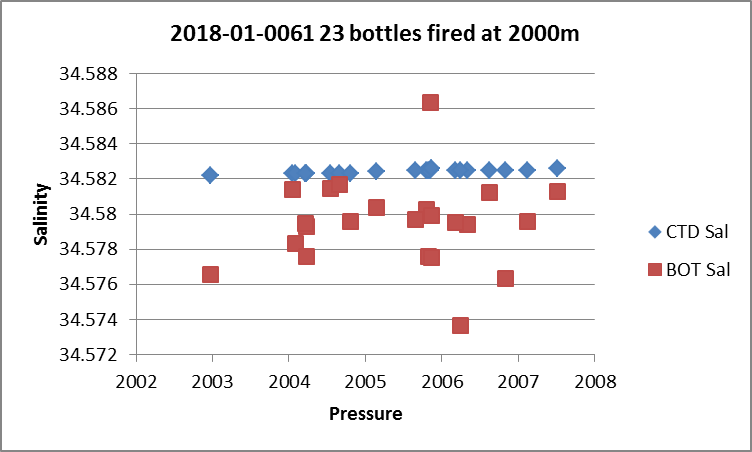 2018-01-0061 23 bottles fired at 2000m
34.588
34.586
34.584
34.582
34.58
34.578
34.576
34.574
34.572
Salinity
2002 2003 2004 2005 2006 2007 2008
Pressure
CTD Sal
BOT Sal